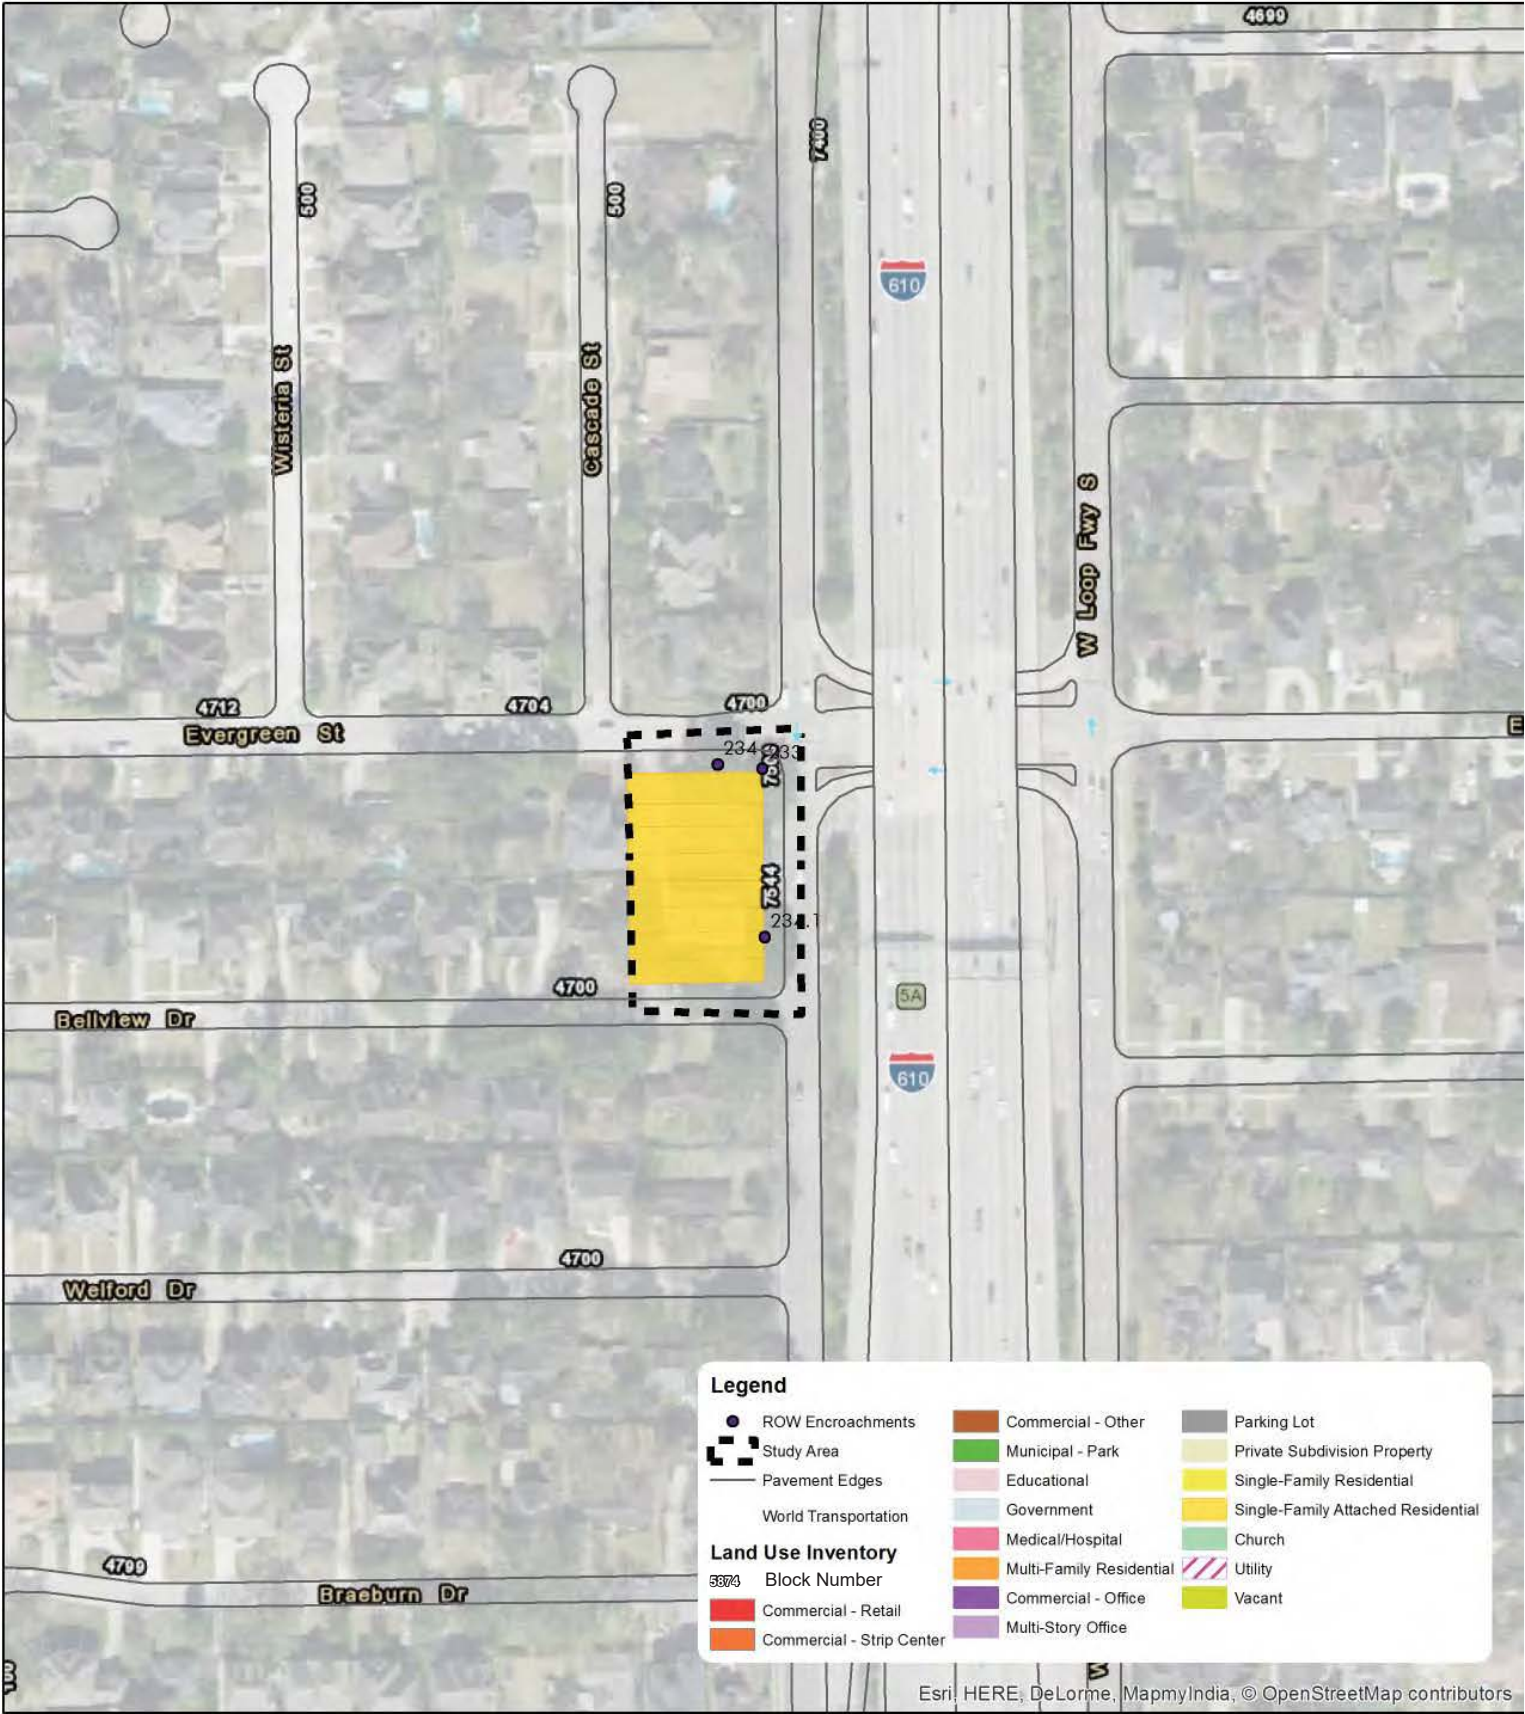 4699
7400
500
500
610
Wisteria St
Cascade St
W Loop Fwy S
4712
4704
4700
Evergreen St
E
234
233
7544
234.1
4700
5A
Bellview Dr
610
4700
Welford Dr
4709
Braeburn Dr
W
Legend
ROW Encroachments
Study Area
Pavement Edges
World Transportation
Land Use Inventory
5874 Block Number
Commercial - Retail
Commercial - Strip Center
Commercial - Other
Municipal - Park
Educational
Government
Medical/Hospital
Multi-Family Residential
Commercial - Office
Multi-Story Office
Parking Lot
Private Subdivision Property
Single-Family Residential
Single-Family Attached Residential
Church
Utility
Vacant
Esri, HERE, DeLorme, MapmyIndia, © OpenStreetMap contributors